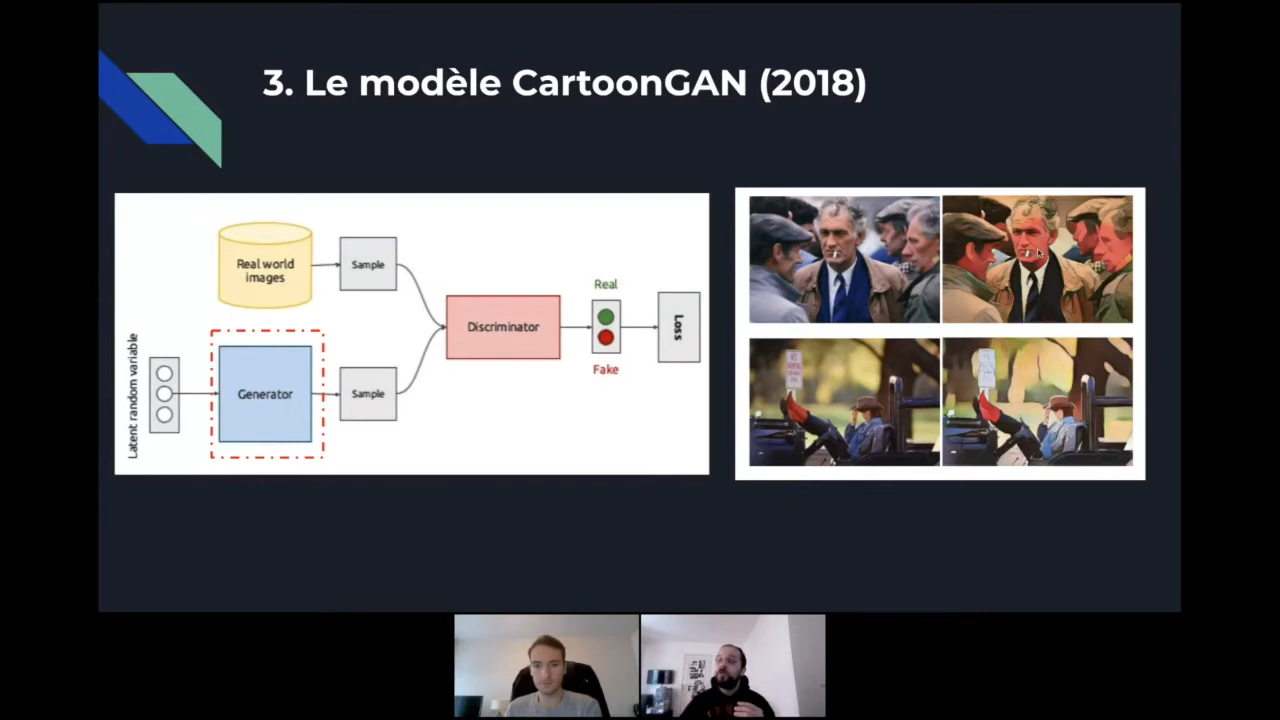 3. Le modèle CartoonGAN (2018)
Real world
images
Sample
Real
Discriminator
Loss
Fake
Latent random variable
Generator
Sample